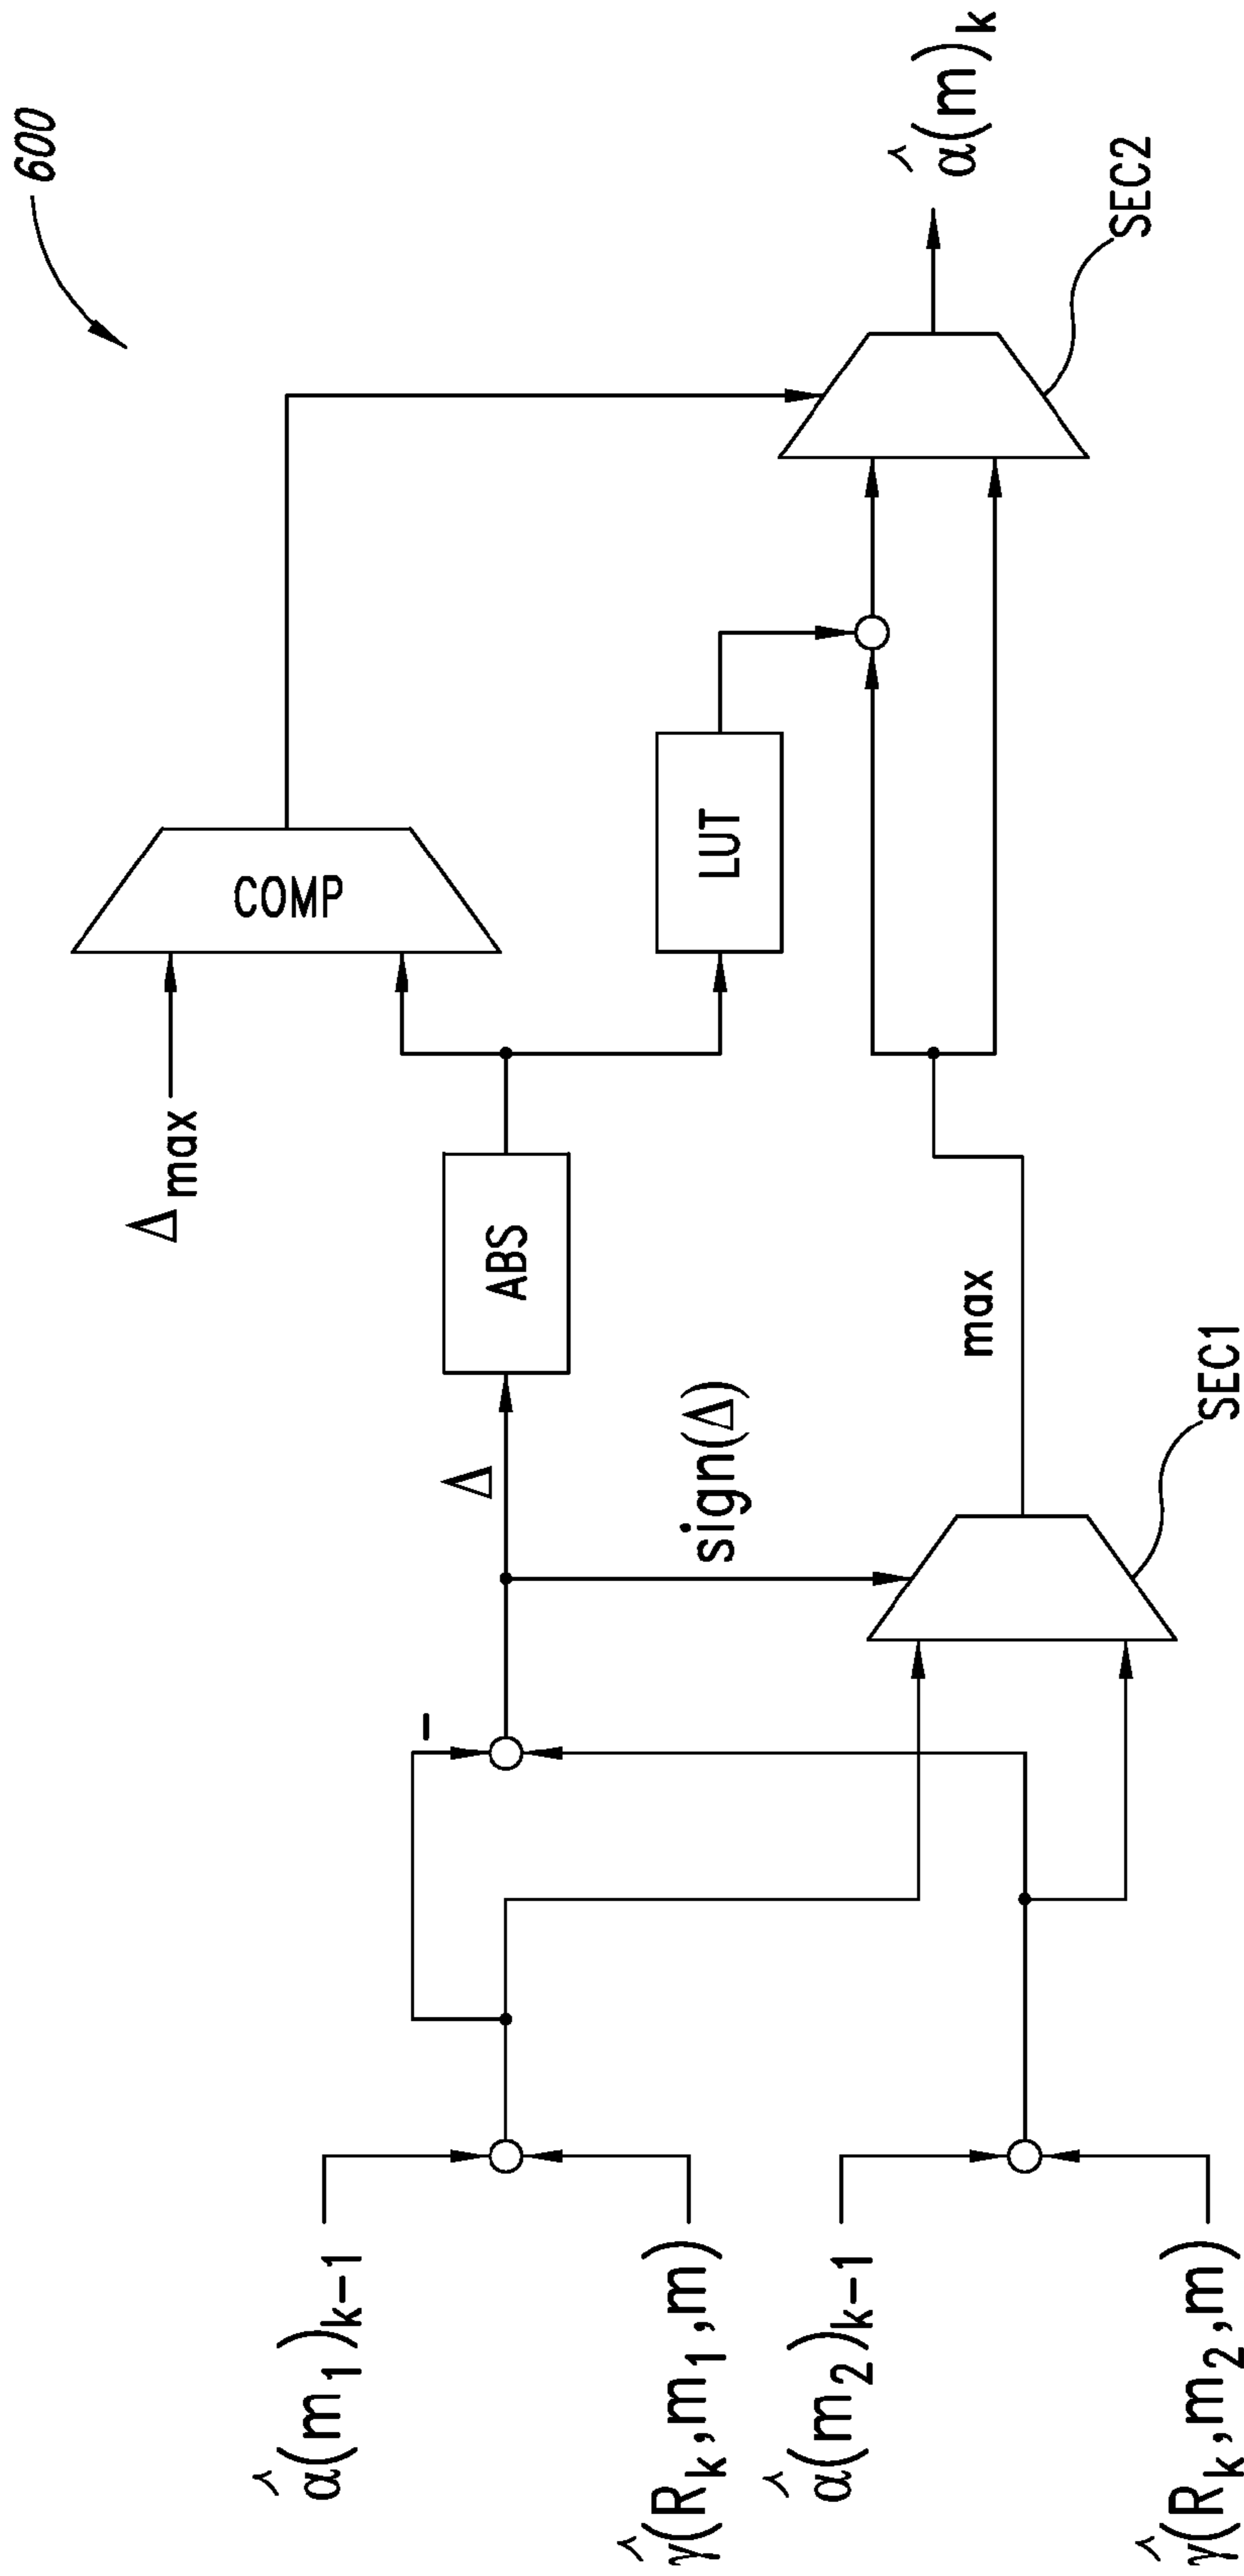 600
α̂(m₁)ₖ₋₁
γ̂(Rₖ,m₁,m)
α̂(m₂)ₖ₋₁
γ̂(Rₖ,m₂,m)
−
Δ
sign(Δ)
SEC1
max
ABS
Δmax
COMP
LUT
SEC2
α̂(m)ₖ